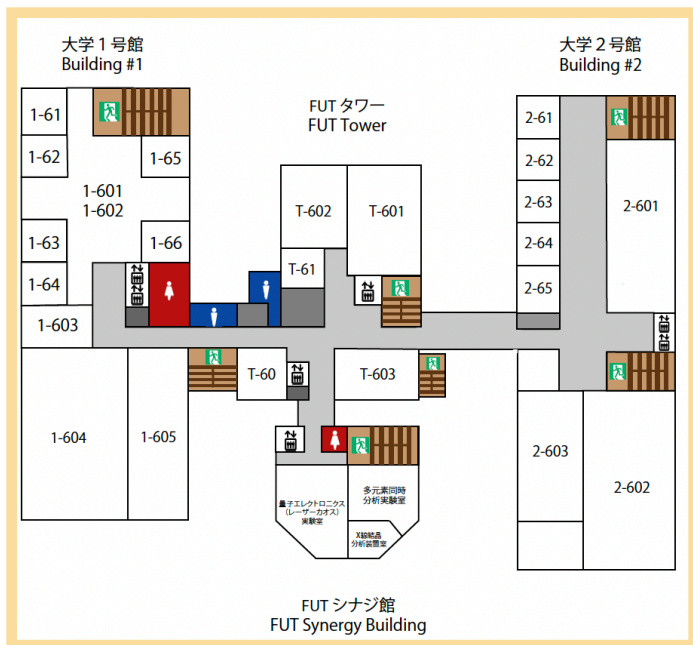 大学1号館
Building #1
大学2号館
Building #2
FUT タワー
FUT Tower
1-61
1-62
1-65
1-601
1-602
1-63
1-66
1-64
1-603
1-604
1-605
T-602
T-601
T-61
T-60
T-603
2-61
2-62
2-63
2-64
2-65
2-601
2-603
2-602
量子エレクトロニクス
(レーザーカオス)
実験室
多元素同時
分析実験室
X線結晶
分析装置室
FUT シナジ館
FUT Synergy Building